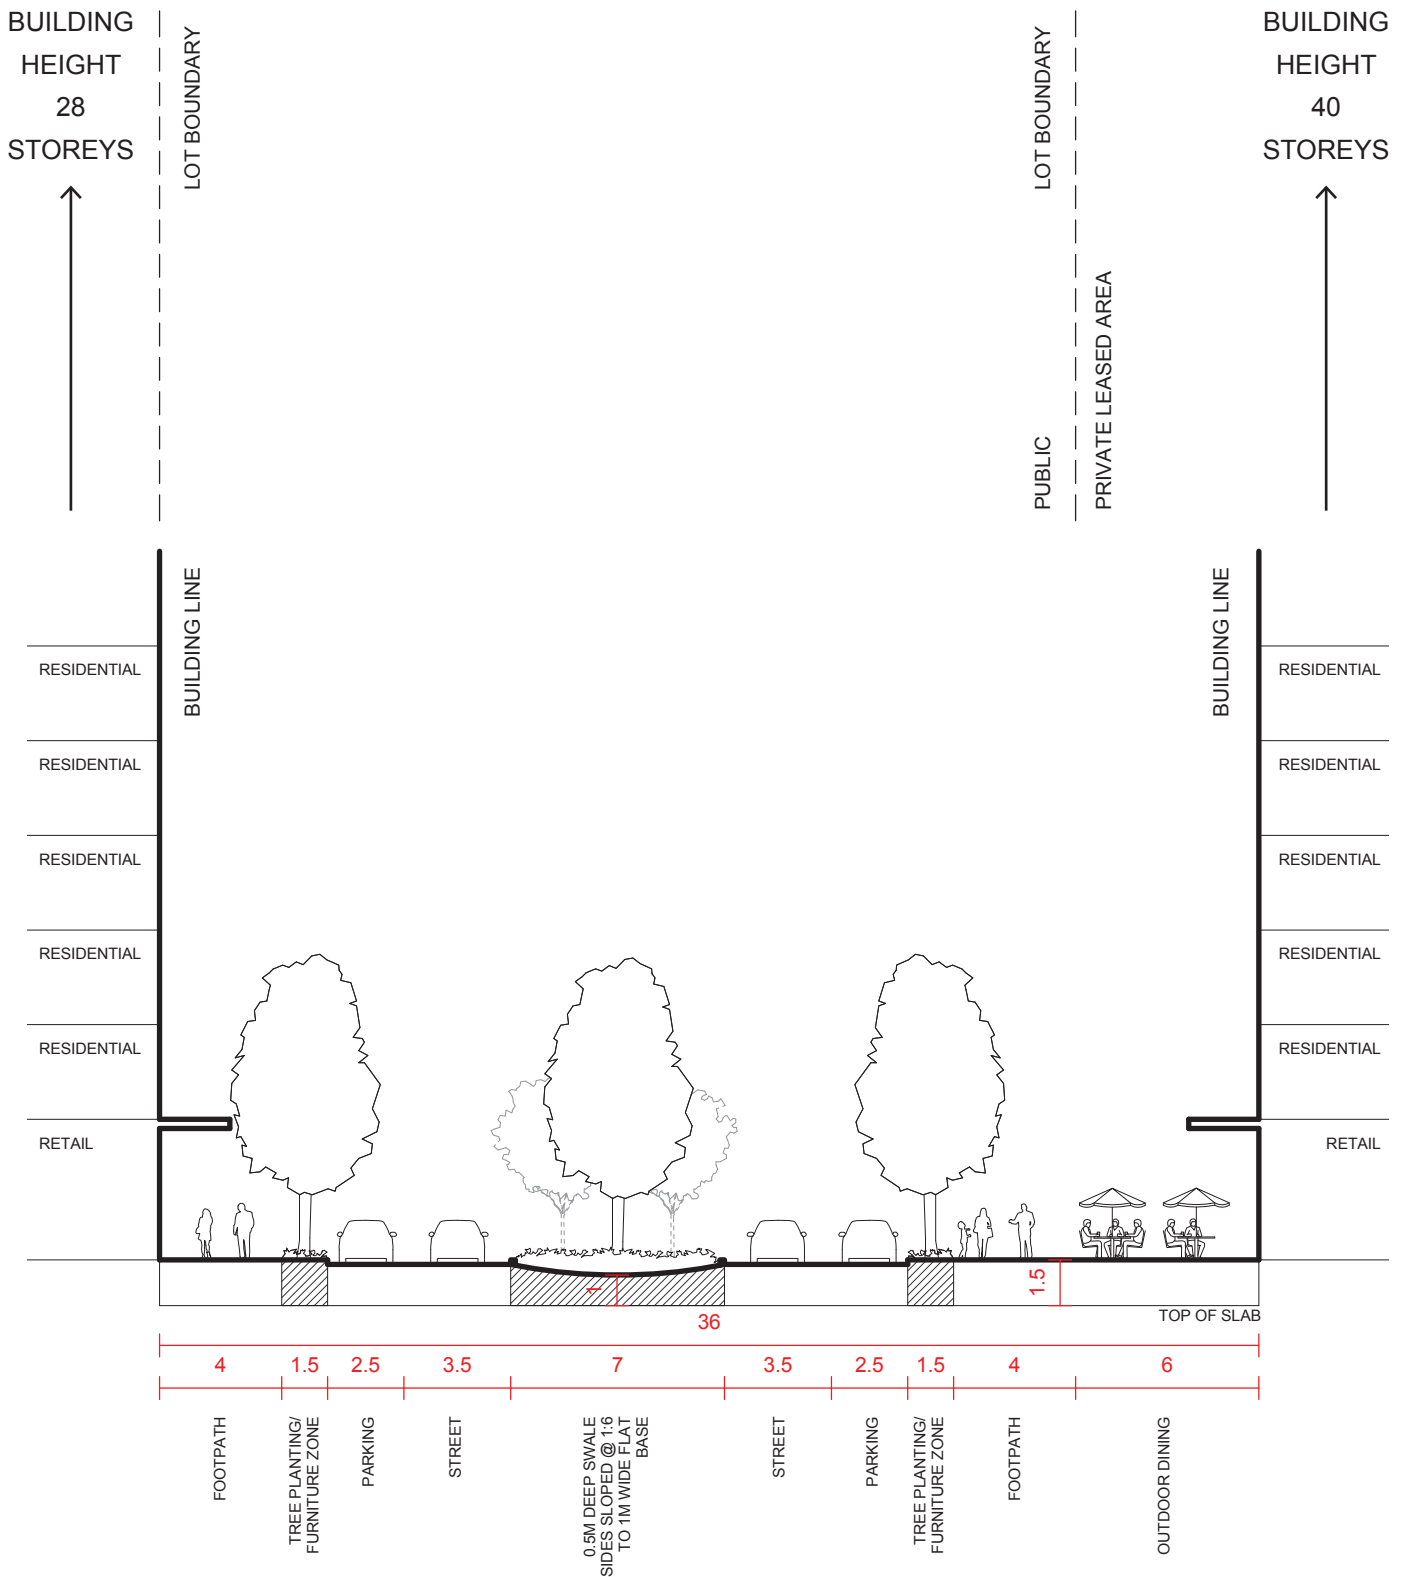 BUILDING
HEIGHT
28
STOREYS
LOT BOUNDARY
LOT BOUNDARY
BUILDING
HEIGHT
40
STOREYS
PUBLIC
PRIVATE LEASED AREA
BUILDING LINE
BUILDING LINE
RESIDENTIAL
RESIDENTIAL
RESIDENTIAL
RESIDENTIAL
RESIDENTIAL
RETAIL
RESIDENTIAL
RESIDENTIAL
RESIDENTIAL
RESIDENTIAL
RESIDENTIAL
RETAIL
1
1.5
TOP OF SLAB
36
4
1.5
2.5
3.5
7
3.5
2.5
1.5
4
6
FOOTPATH
TREE PLANTING/
FURNITURE ZONE
PARKING
STREET
0.5M DEEP SWALE
SIDES SLOPED @ 1:6
TO 1M WIDE FLAT
BASE
STREET
PARKING
TREE PLANTING/
FURNITURE ZONE
FOOTPATH
OUTDOOR DINING